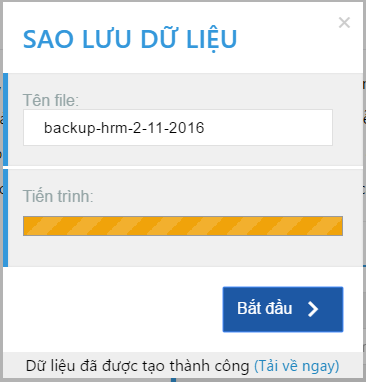 SAO LƯU DỮ LIỆU
Tên file:
backup-hrm-2-11-2016
Tiến trình:
Bắt đầu
Dữ liệu đã được tạo thành công (Tải về ngay)